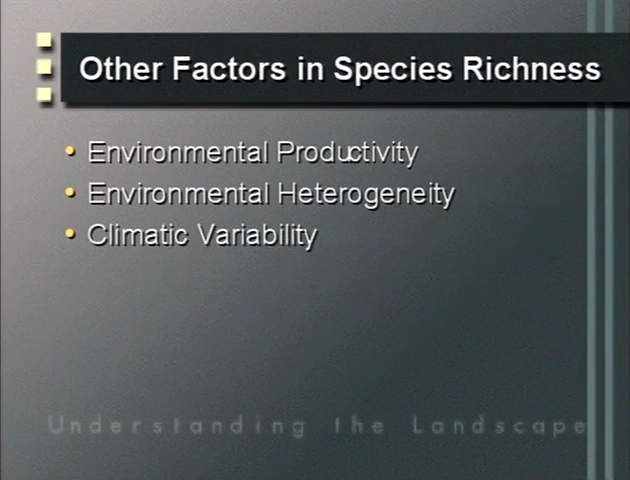 Other Factors in Species Richness
• Environmental Productivity
• Environmental Heterogeneity
• Climatic Variability
Understanding the Landscape